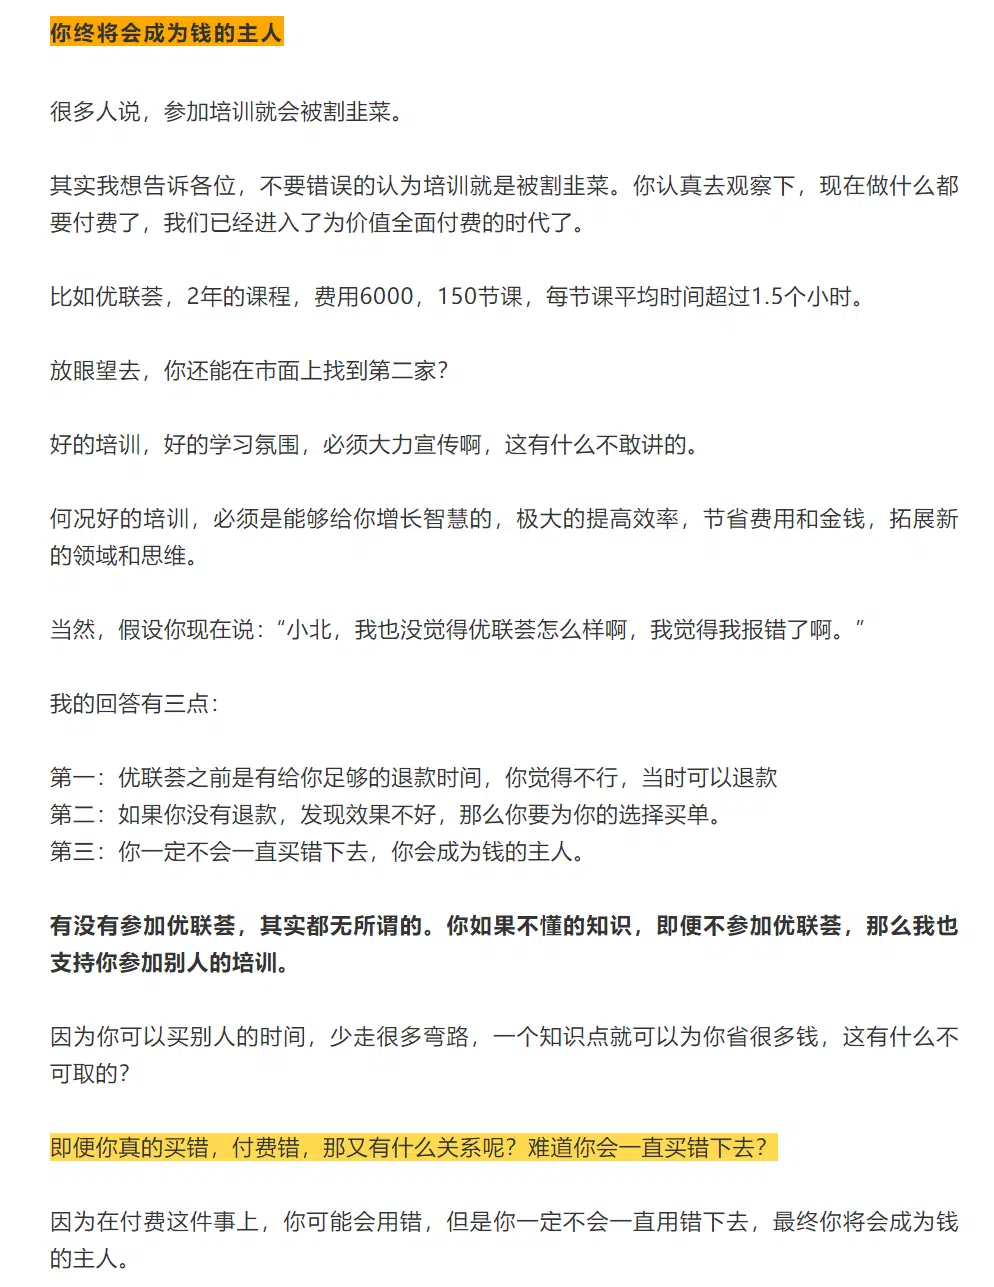 你终将会成为钱的主人
很多人说，参加培训就会被割韭菜。
其实我想告诉各位，不要错误的认为培训就是被割韭菜。你认真去观察下，现在做什么都
要付费了，我们已经进入了为价值全面付费的时代了。
比如优联荟，2年的课程，费用6000，150节课，每节课平均时间超过1.5个小时。
放眼望去，你还能在市面上找到第二家？
好的培训，好的学习氛围，必须大力宣传啊，这有什么不敢讲的。
何况好的培训，必须是能够给你增长智慧的，极大的提高效率，节省费用和金钱，拓展新
的领域和思维。
当然，假设你现在说：“小北，我也没觉得优联荟怎么样啊，我觉得我报错了啊。”
我的回答有三点：
第一：优联荟之前是有给你足够的退款时间，你觉得不行，当时可以退款
第二：如果你没有退款，发现效果不好，那么你要为你的选择买单。
第三：你一定不会一直买错下去，你会成为钱的主人。
有没有参加优联荟，其实都无所谓的。你如果不懂的知识，即便不参加优联荟，那么我也
支持你参加别人的培训。
因为你可以买别人的时间，少走很多弯路，一个知识点就可以为你省很多钱，这有什么不
可取的？
即便你真的买错，付费错，那又有什么关系呢？难道你会一直买错下去？
因为在付费这件事上，你可能会用错，但是你一定不会一直用错下去，最终你将会成为钱
的主人。